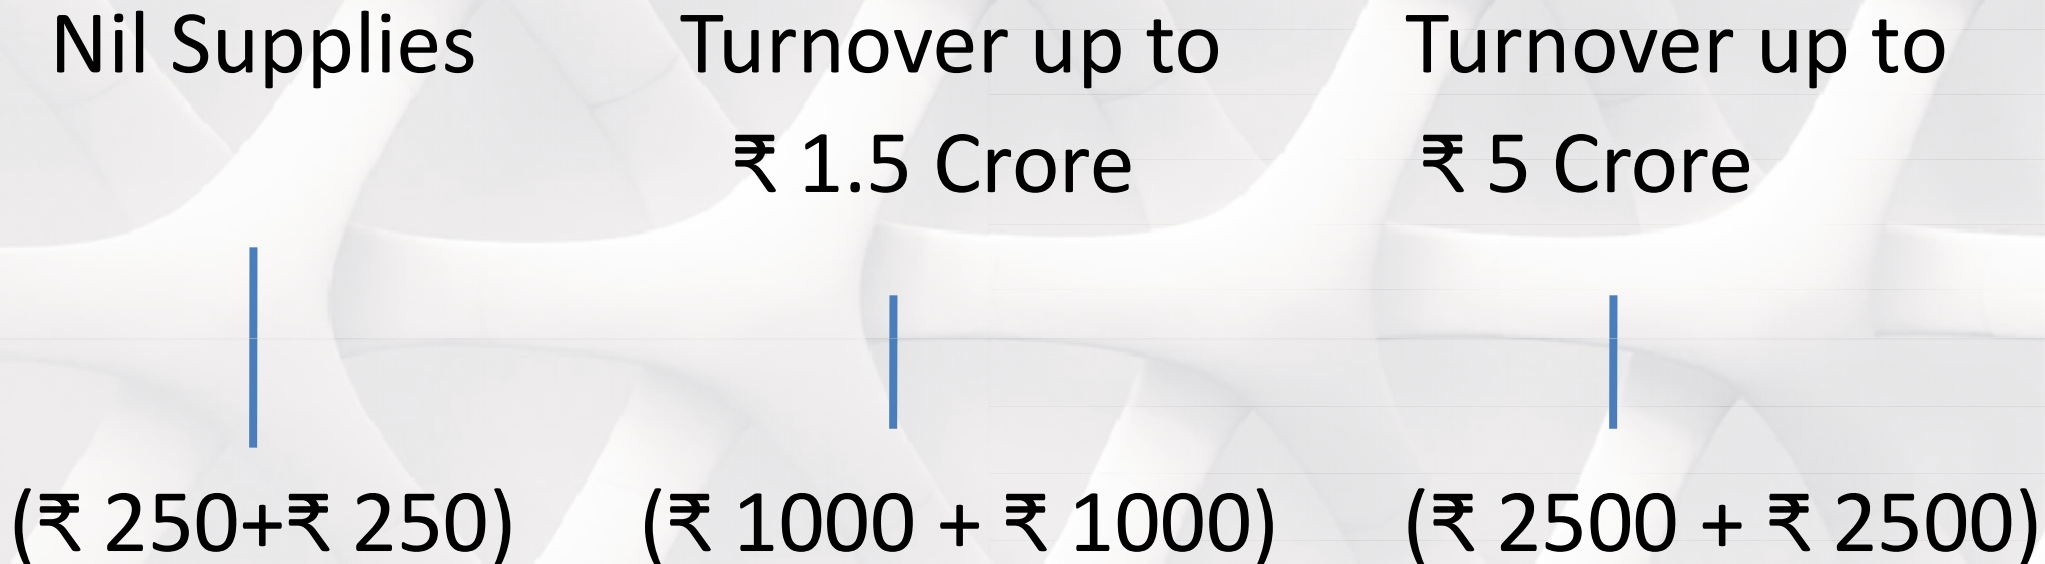 Nil Supplies
Turnover up to
₹ 1.5 Crore
Turnover up to
₹ 5 Crore
(₹ 250+₹ 250)
(₹ 1000 + ₹ 1000)
(₹ 2500 + ₹ 2500)